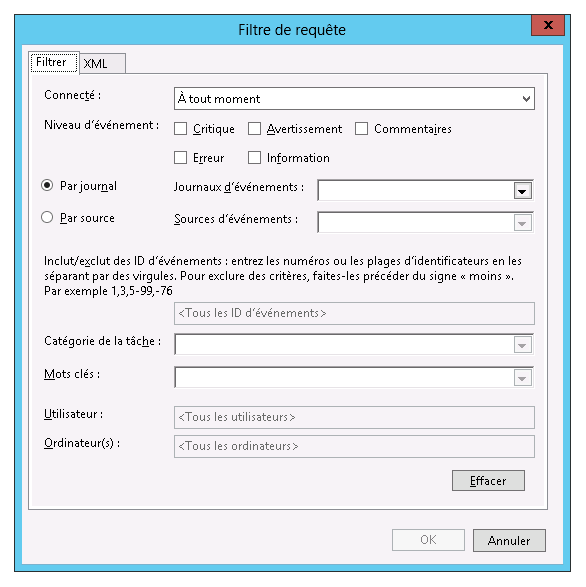 Filtre de requête
x
Filtrer
XML
Connecté :
À tout moment
Niveau d'événement :
Critique
Avertissement
Commentaires
Erreur
Information
Par journal
Journaux d'événements :
Par source
Sources d'événements :
Inclut/exclut des ID d'événements : entrez les numéros ou les plages d'identificateurs en les
séparant par des virgules. Pour exclure des critères, faites-les précéder du signe « moins ».
Par exemple 1,3,5-99,-76
<Tous les ID d'événements>
Catégorie de la tâche :
Mots clés :
Utilisateur :
<Tous les utilisateurs>
Ordinateur(s) :
<Tous les ordinateurs>
Effacer
OK
Annuler